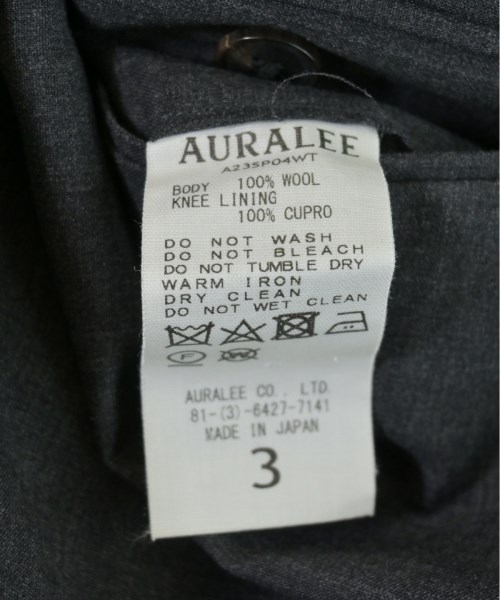 AURALEE
A23SP04WT
BODY 100% WOOL
KNEE LINING
100% CUPRO
DO NOT WASH
DO NOT BLEACH
DO NOT TUMBLE DRY
WARM IRON
DRY CLEAN
DO NOT WET CLEAN
F W
AURALEE CO., LTD.
81-(3)-6427-7141
MADE IN JAPAN
3